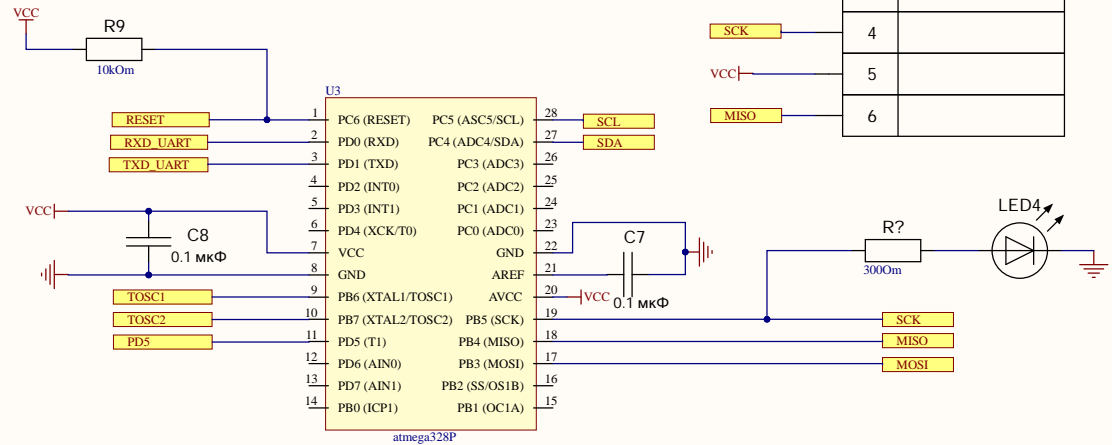 VCC
R9
10kOm
SCK
4
VCC
5
MISO
6
U3
RESET
1
PC6 (RESET)
PC5 (ASC5/SCL)
28
SCL
RXD_UART
2
PD0 (RXD)
PC4 (ADC4/SDA)
27
SDA
TXD_UART
3
PD1 (TXD)
PC3 (ADC3)
26
4
PD2 (INT0)
PC2 (ADC2)
25
5
PD3 (INT1)
PC1 (ADC1)
24
VCC
6
PD4 (XCK/T0)
PC0 (ADC0)
23
C8
0.1 мкФ
7
VCC
GND
22
C7
0.1 мкФ
8
GND
AREF
21
TOSC1
9
PB6 (XTAL1/TOSC1)
AVCC
20
VCC
TOSC2
10
PB7 (XTAL2/TOSC2)
PB5 (SCK)
19
SCK
PD5
11
PD5 (T1)
PB4 (MISO)
18
MISO
12
PD6 (AIN0)
PB3 (MOSI)
17
MOSI
13
PD7 (AIN1)
PB2 (SS/OS1B)
16
14
PB0 (ICP1)
PB1 (OC1A)
15
atmega328P
R?
300Om
LED4